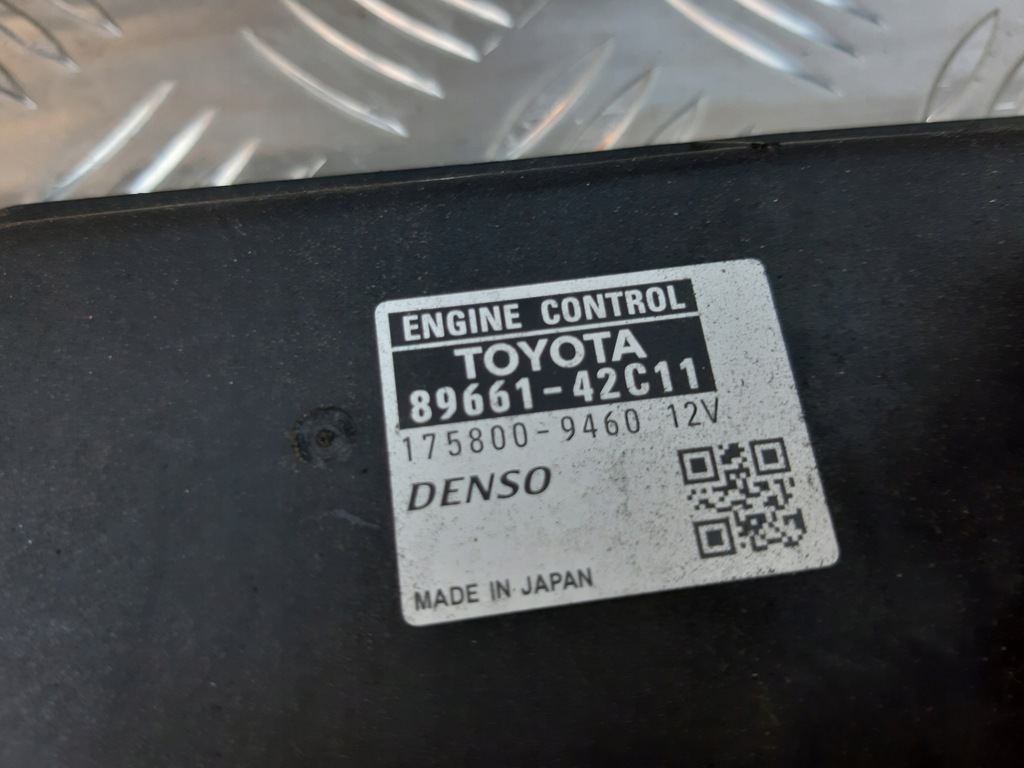 ENGINE CONTROL
TOYOTA
89661-42C11
175800-9460 12V
DENSO
MADE IN JAPAN